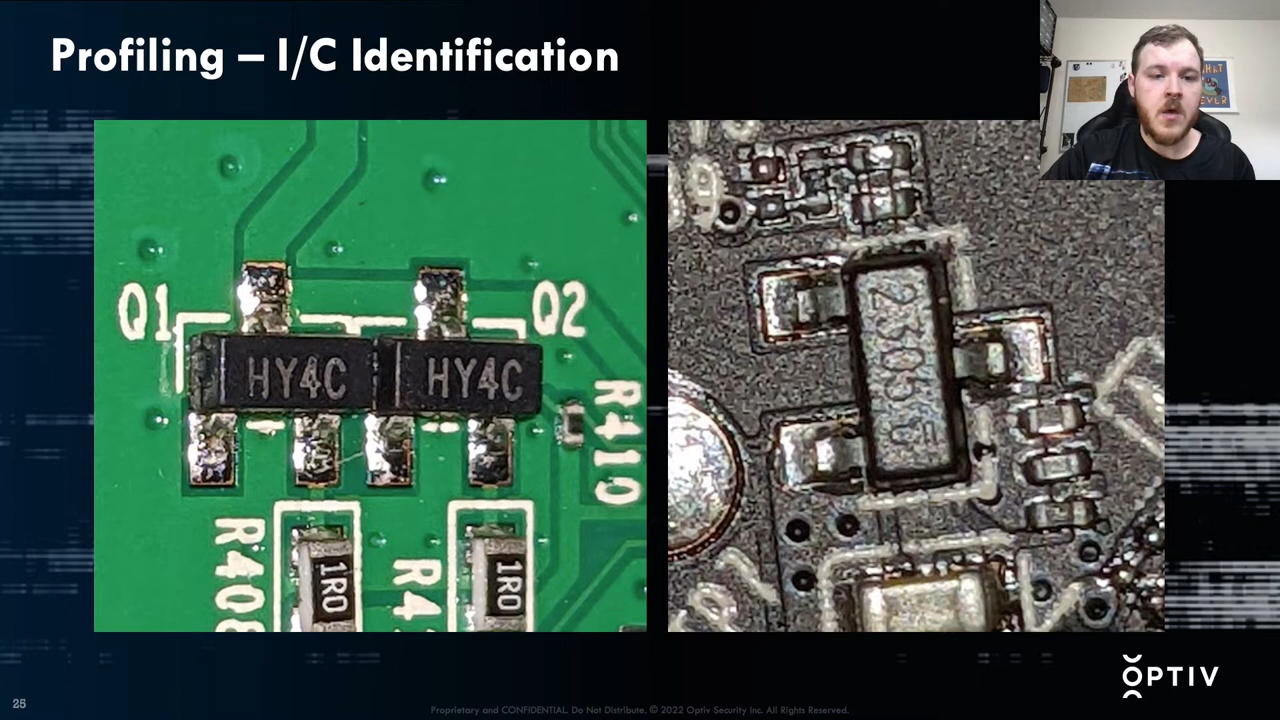 Profiling – I/C Identification
Q1
Q2
HY4C
HY4C
R410
R408
R4
1R0
1R0
25
OPTIV
Proprietary and CONFIDENTIAL. Do Not Distribute. © 2022 Optiv Security Inc. All Rights Reserved.